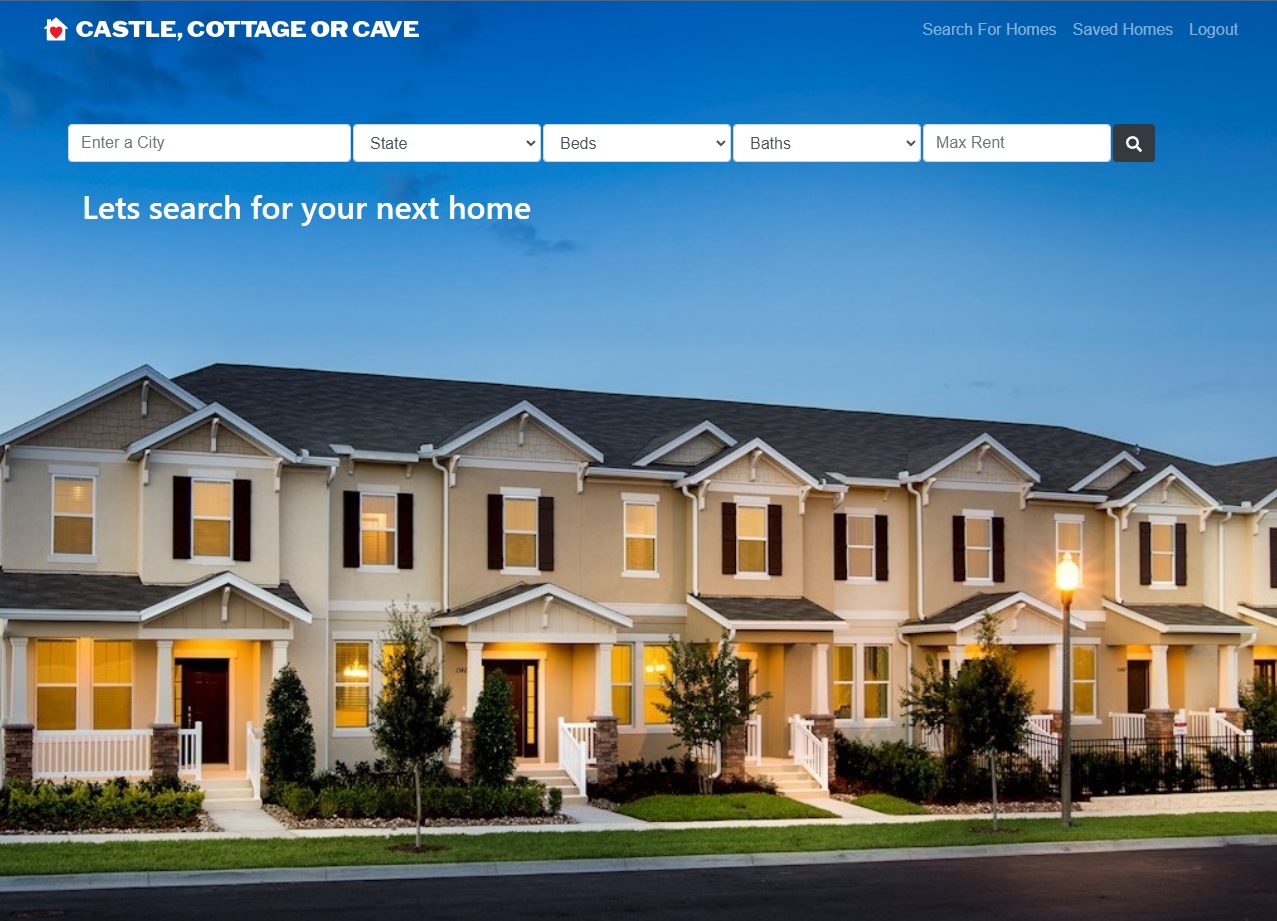 CASTLE, COTTAGE OR CAVE
Search For Homes Saved Homes Logout
Enter a City State Beds Baths Max Rent
Lets search for your next home